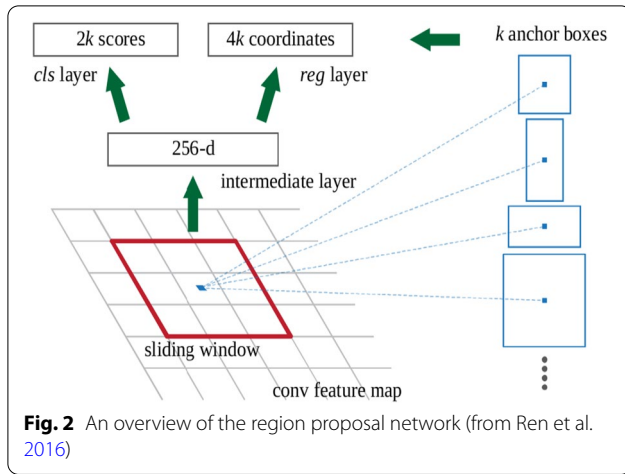 2k scores
4k coordinates
k anchor boxes
cls layer
reg layer
256-d
intermediate layer
sliding window
conv feature map
Fig. 2 An overview of the region proposal network (from Ren et al.
2016)